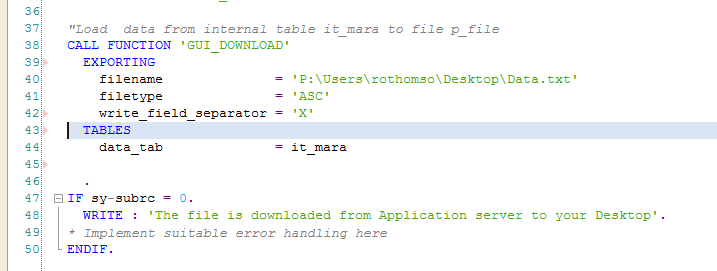 36
37 "Load  data from internal table it_mara to file p_file
38 CALL FUNCTION 'GUI_DOWNLOAD'
39   EXPORTING
40     filename                = 'P:\Users\rothomso\Desktop\Data.txt'
41     filetype                = 'ASC'
42     write_field_separator = 'X'
43   TABLES
44     data_tab                = it_mara
45
46   .
47 IF sy-subrc = 0.
48   WRITE : 'The file is downloaded from Application server to your Desktop'.
49 * Implement suitable error handling here
50 ENDIF.